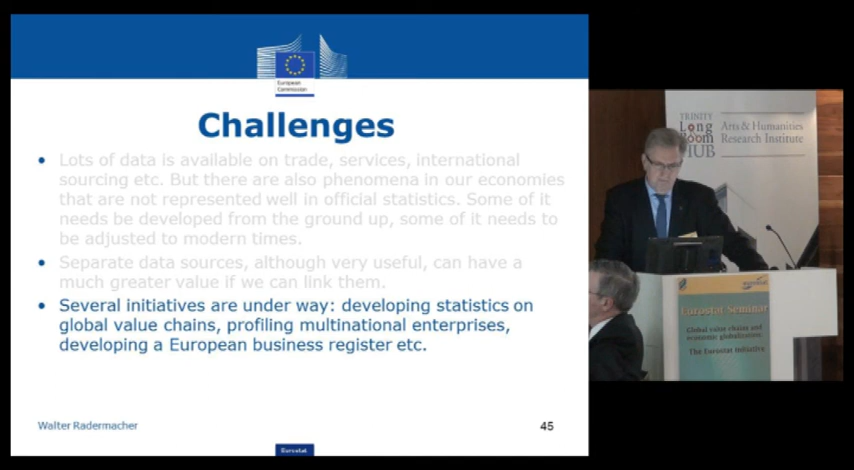 European
Commission
Challenges
• Lots of data is available on trade, services, international
sourcing etc. But there are also phenomena in our economies
that are not represented well in official statistics. Some of it
needs be developed from the ground up, some of it needs to
be adjusted to modern times.
• Separate data sources, although very useful, can have a
much greater value if we can link them.
• Several initiatives are under way: developing statistics on
global value chains, profiling multinational enterprises,
developing a European business register etc.
Walter Radermacher
45
Eurostat
TRINITY
Long
Room
HUB
Arts & Humanities
Research Institute
eurostat
Eurostat Seminar
Global value chains and
economic globalization:
The Eurostat initiative